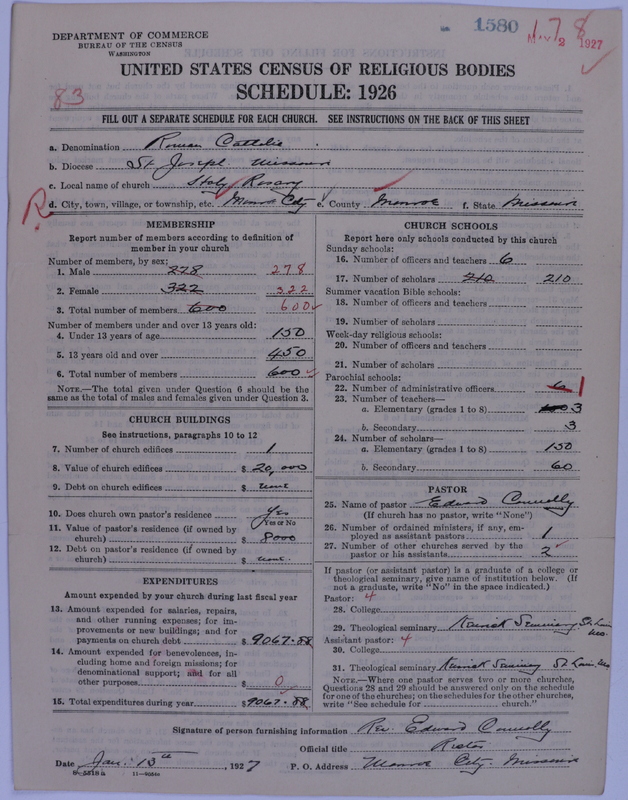 1580
178
May 2 1927
DEPARTMENT OF COMMERCE
BUREAU OF THE CENSUS
WASHINGTON
UNITED STATES CENSUS OF RELIGIOUS BODIES
SCHEDULE: 1926
83
FILL OUT A SEPARATE SCHEDULE FOR EACH CHURCH. SEE INSTRUCTIONS ON THE BACK OF THIS SHEET
a. Denomination Roman Catholic
b. Diocese St. Joseph Missouri
c. Local name of church Holy Rosary
R
d. City, town, village, or township, etc. Monroe City e. County Monroe f. State Missouri
MEMBERSHIP
Report number of members according to definition of
member in your church
Number of members, by sex:
1. Male 278 278
2. Female 322 322
3. Total number of members 600 600
Number of members under and over 13 years old:
4. Under 13 years of age 150
5. 13 years old and over 450
6. Total number of members 600
NOTE.—The total given under Question 6 should be the
same as the total of males and females given under Question 3.
CHURCH BUILDINGS
See instructions, paragraphs 10 to 12
7. Number of church edifices 1
8. Value of church edifices $ 20,000
9. Debt on church edifices $ none
10. Does church own pastor's residence? Yes
Yes or No
11. Value of pastor's residence (if owned by
church) $ 8000
12. Debt on pastor's residence (if owned by
church) $ none
EXPENDITURES
Amount expended by your church during last fiscal year
13. Amount expended for salaries, repairs,
and other running expenses; for im-
provements or new buildings; and for
payments on church debt $ 9067.88
14. Amount expended for benevolences, in-
cluding home and foreign missions; for
denominational support; and for all
other purposes $ 0
15. Total expenditures during year $ 9067.88
CHURCH SCHOOLS
Report here only schools conducted by this church
Sunday schools:
16. Number of officers and teachers 6
17. Number of scholars 210 210
Summer vacation Bible schools:
18. Number of officers and teachers
19. Number of scholars
Week-day religious schools:
20. Number of officers and teachers
21. Number of scholars
Parochial schools:
22. Number of administrative officers 6 1
23. Number of teachers—
a. Elementary (grades 1 to 8) 3
b. Secondary 3
24. Number of scholars—
a. Elementary (grades 1 to 8) 150
b. Secondary 60
PASTOR
25. Name of pastor Edward Connolly
(If church has no pastor, write "None")
26. Number of ordained ministers, if any, em-
ployed as assistant pastors 1
27. Number of other churches served by the
pastor or his assistants 2
If pastor (or assistant pastor) is a graduate of a college or
theological seminary, give name of institution below. (If
not a graduate, write "No" in the space indicated.)
Pastor: 4
28. College
29. Theological seminary Kenrick Seminary St. Louis Mo.
Assistant pastor: 4
30. College
31. Theological seminary Kenrick Seminary St. Louis Mo
NOTE.—Where one pastor serves two or more churches,
Questions 28 and 29 should be answered only on the schedule
for one of the churches; on the schedules for the other churches,
write "See schedule for church."
Signature of person furnishing information Rev. Edward Connolly
Official title Rector
Date Jan. 15th, 1927 P. O. Address Monroe City, Missouri
8-5518a 11-9564a